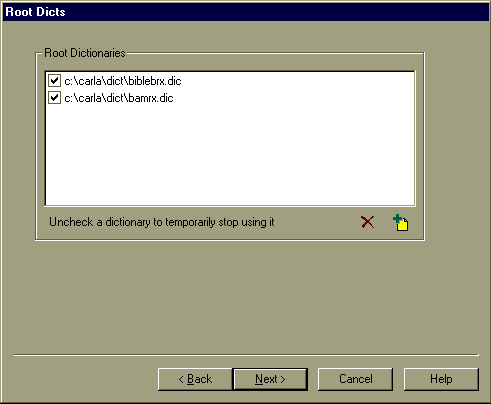 Root Dicts
Root Dictionaries
c:\carla\dict\biblebrx.dic
c:\carla\dict\bamrx.dic
Uncheck a dictionary to temporarily stop using it
< Back
Next >
Cancel
Help